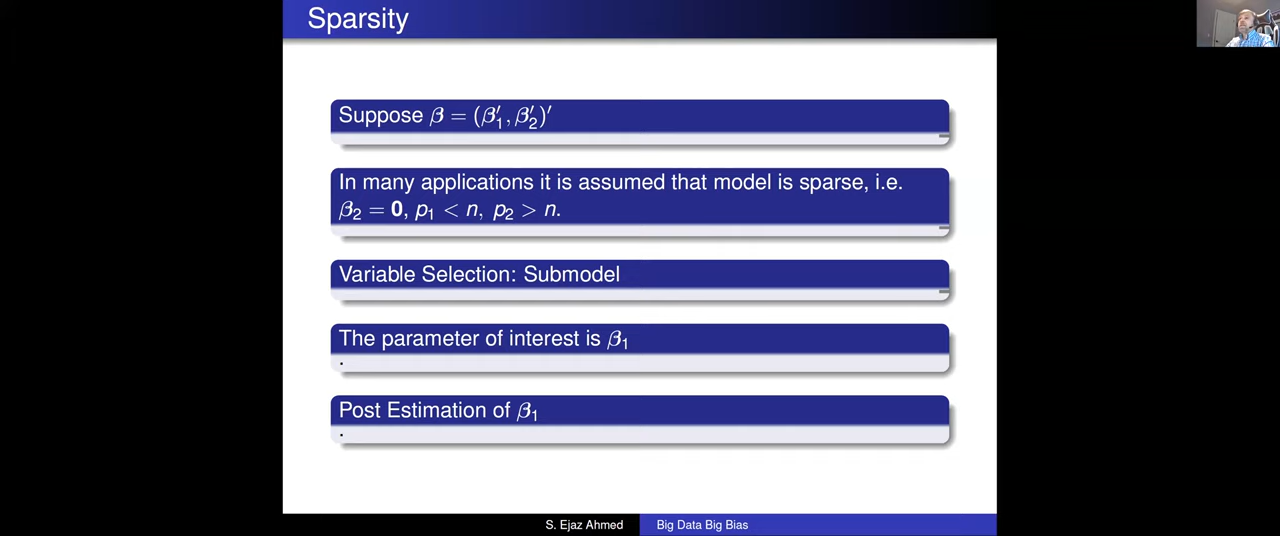 Sparsity
Suppose β = (β′₁, β′₂)′
In many applications it is assumed that model is sparse, i.e.
β₂ = 0, p₁ < n, p₂ > n.
Variable Selection: Submodel
The parameter of interest is β₁
.
Post Estimation of β₁
.
S. Ejaz Ahmed
Big Data Big Bias